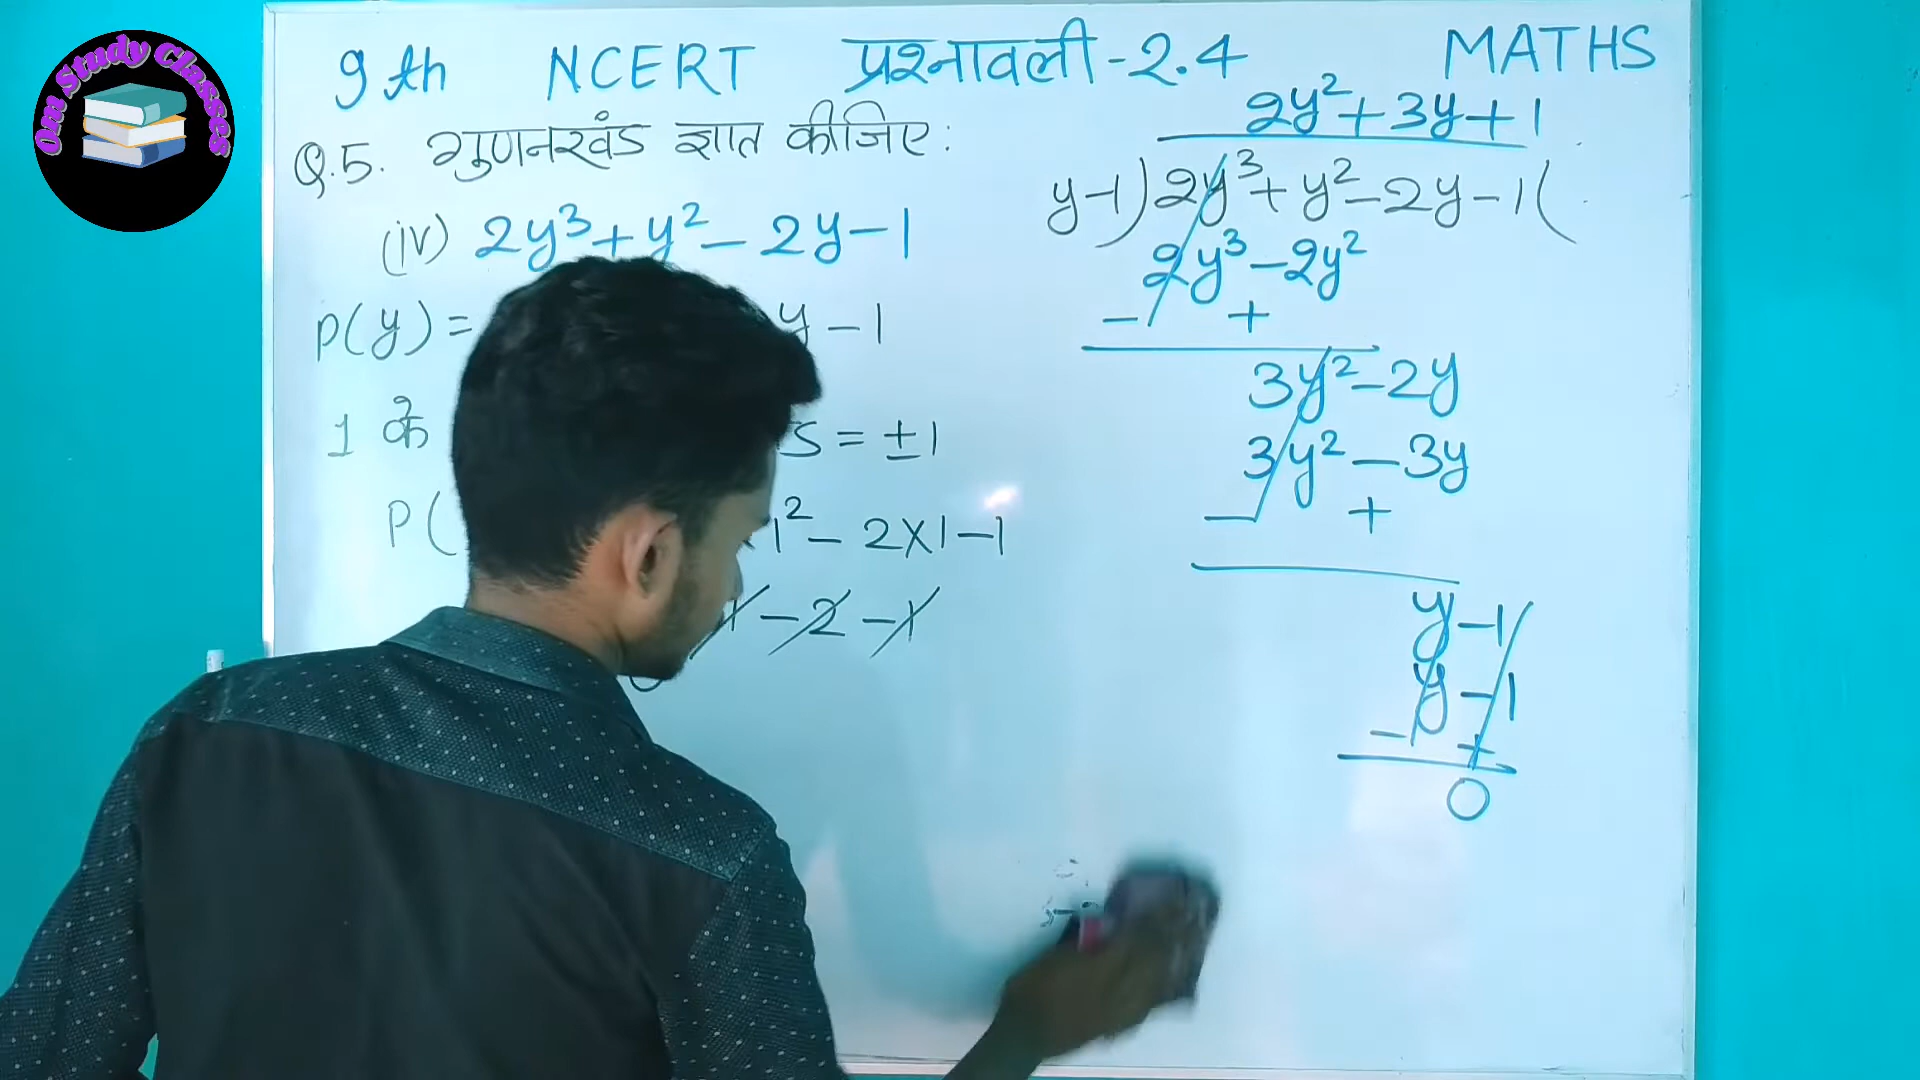 Om Study Classes
9th NCERT प्रश्नावली-2.4 MATHS
Q.5. गुणनखंड ज्ञात कीजिए:
(iv) 2y³+y²-2y-1
P(y)= y-1
1 के S=±1
P( 1²-2×1-1
1-2-1
2y²+3y+1
y-1)2y³+y²-2y-1(
2y³-2y²
- +
3y²-2y
3y²-3y
- +
y-1
y-1
- +
0